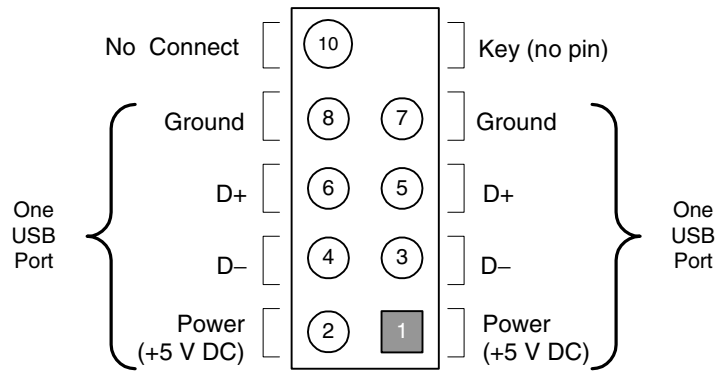 No Connect
10
Key (no pin)
Ground
8
7
Ground
D+
6
5
D+
One
USB
Port
D–
4
3
D–
One
USB
Port
Power
(+5 V DC)
2
1
Power
(+5 V DC)